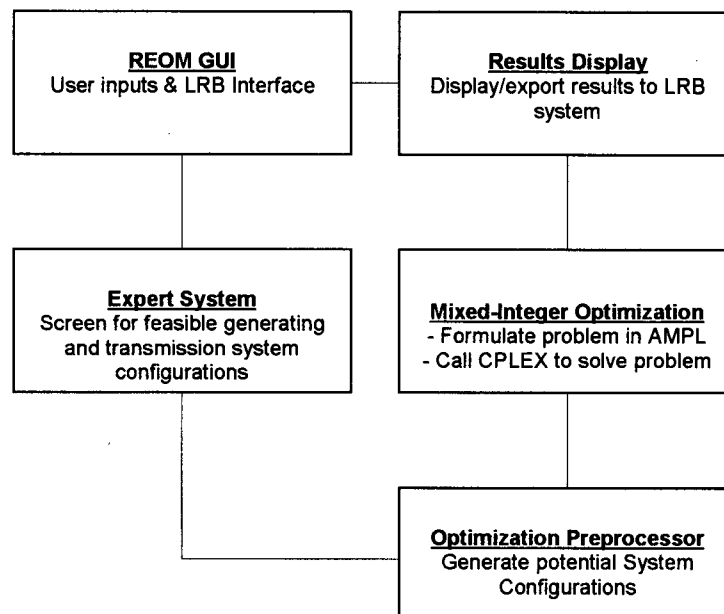 REOM GUI
User inputs & LRB Interface
Results Display
Display/export results to LRB
system
Expert System
Screen for feasible generating
and transmission system
configurations
Mixed-Integer Optimization
- Formulate problem in AMPL
- Call CPLEX to solve problem
Optimization Preprocessor
Generate potential System
Configurations